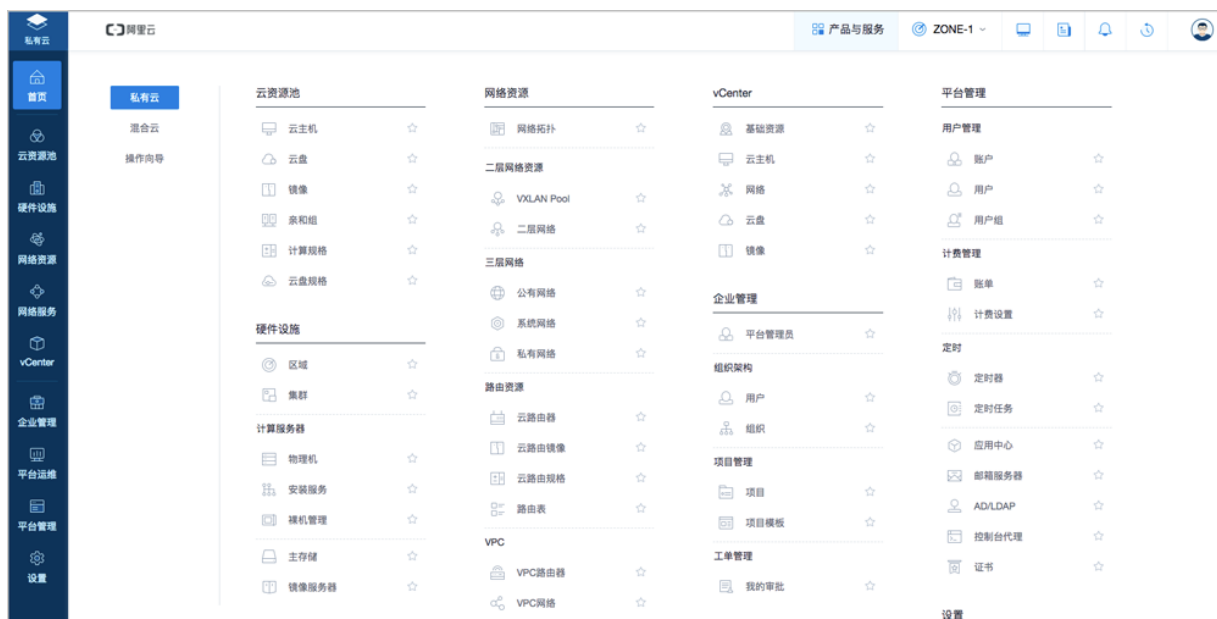 私有云
阿里云
产品与服务
ZONE-1
首页
云资源池
硬件设施
网络资源
网络服务
vCenter
企业管理
平台运维
平台管理
设置
私有云
混合云
操作向导
云资源池
云主机
云盘
镜像
亲和组
计算规格
云盘规格
硬件设施
区域
集群
计算服务器
物理机
安装服务
裸机管理
主存储
镜像服务器
网络资源
网络拓扑
二层网络资源
VXLAN Pool
二层网络
三层网络
公有网络
系统网络
私有网络
路由资源
云路由器
云路由镜像
云路由规格
路由表
VPC
VPC路由器
VPC网络
vCenter
基础资源
云主机
网络
云盘
镜像
企业管理
平台管理员
组织架构
用户
组织
项目管理
项目
项目模板
工单管理
我的审批
平台管理
用户管理
账户
用户
用户组
计费管理
账单
计费设置
定时
定时器
定时任务
应用中心
邮箱服务器
AD/LDAP
控制台代理
证书
设置